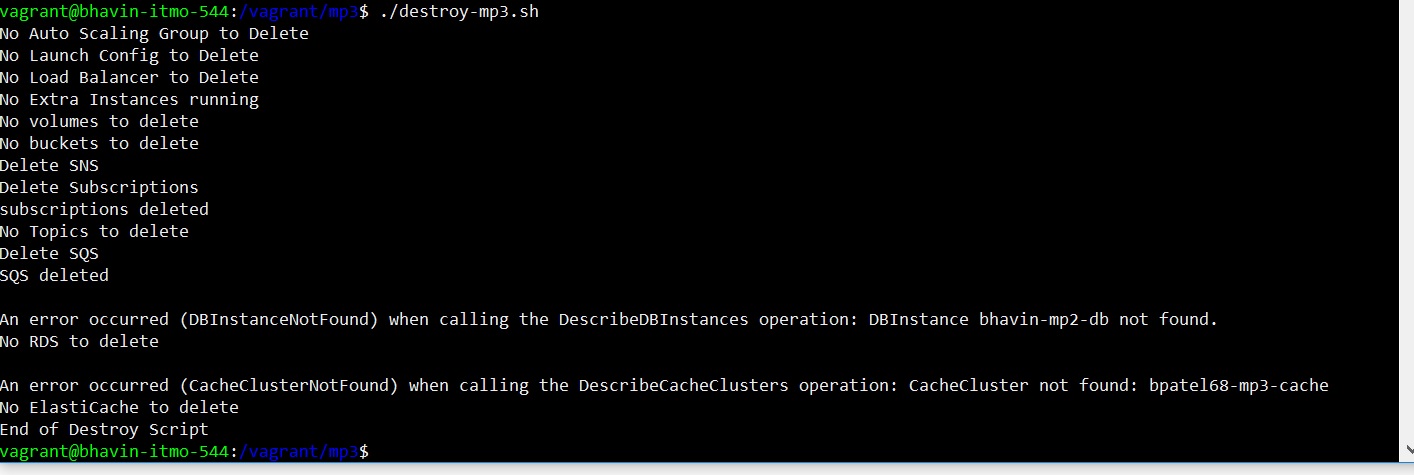 vagrant@bhavin-itmo-544:/vagrant/mp3$ ./destroy-mp3.sh
No Auto Scaling Group to Delete
No Launch Config to Delete
No Load Balancer to Delete
No Extra Instances running
No volumes to delete
No buckets to delete
Delete SNS
Delete Subscriptions
subscriptions deleted
No Topics to delete
Delete SQS
SQS deleted
An error occurred (DBInstanceNotFound) when calling the DescribeDBInstances operation: DBInstance bhavin-mp2-db not found.
No RDS to delete
An error occurred (CacheClusterNotFound) when calling the DescribeCacheClusters operation: CacheCluster not found: bpatel68-mp3-cache
No ElastiCache to delete
End of Destroy Script
vagrant@bhavin-itmo-544:/vagrant/mp3$